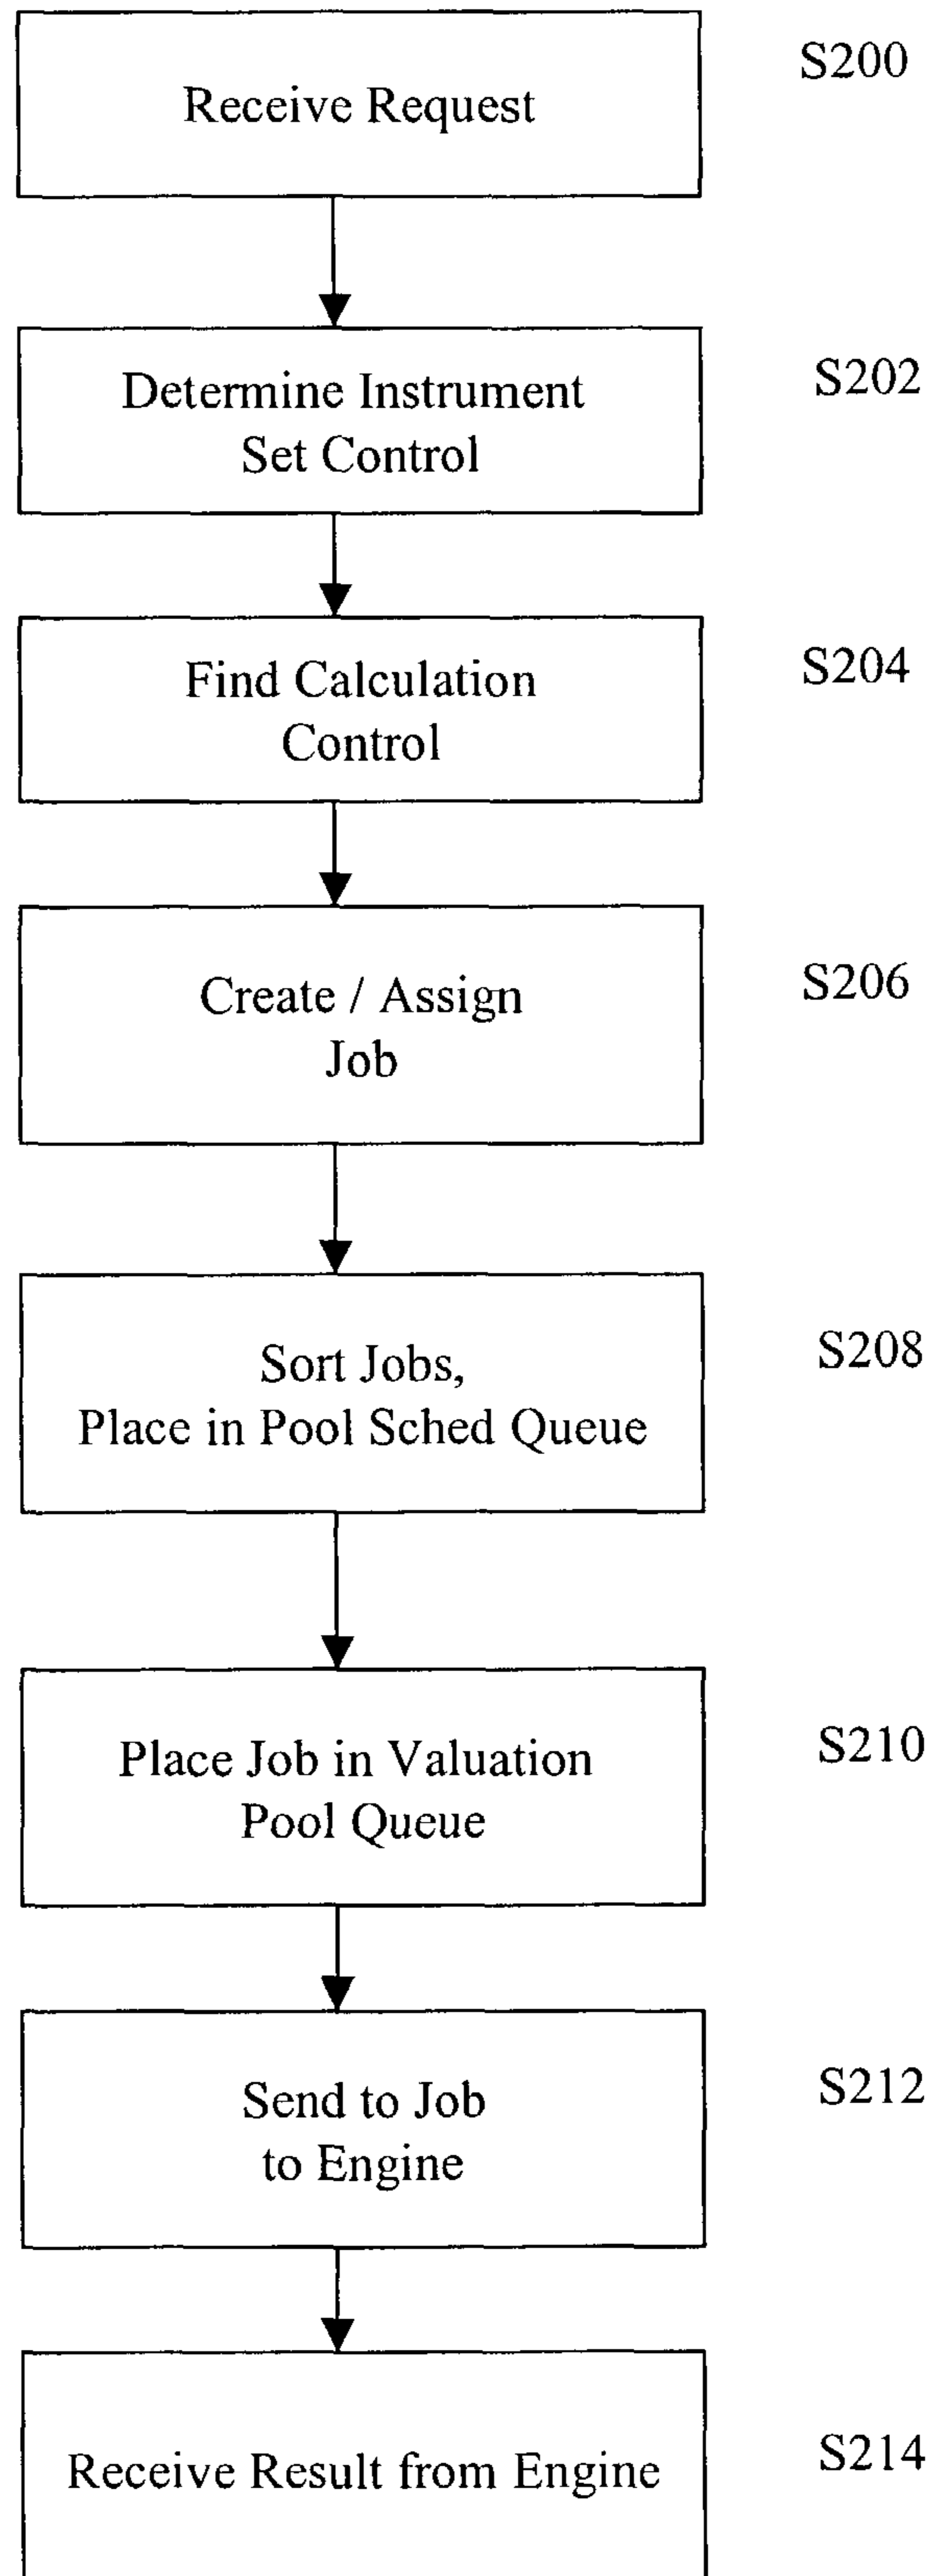 Receive Request
S200
Determine Instrument
Set Control
S202
Find Calculation
Control
S204
Create / Assign
Job
S206
Sort Jobs,
Place in Pool Sched Queue
S208
Place Job in Valuation
Pool Queue
S210
Send to Job
to Engine
S212
Receive Result from Engine
S214